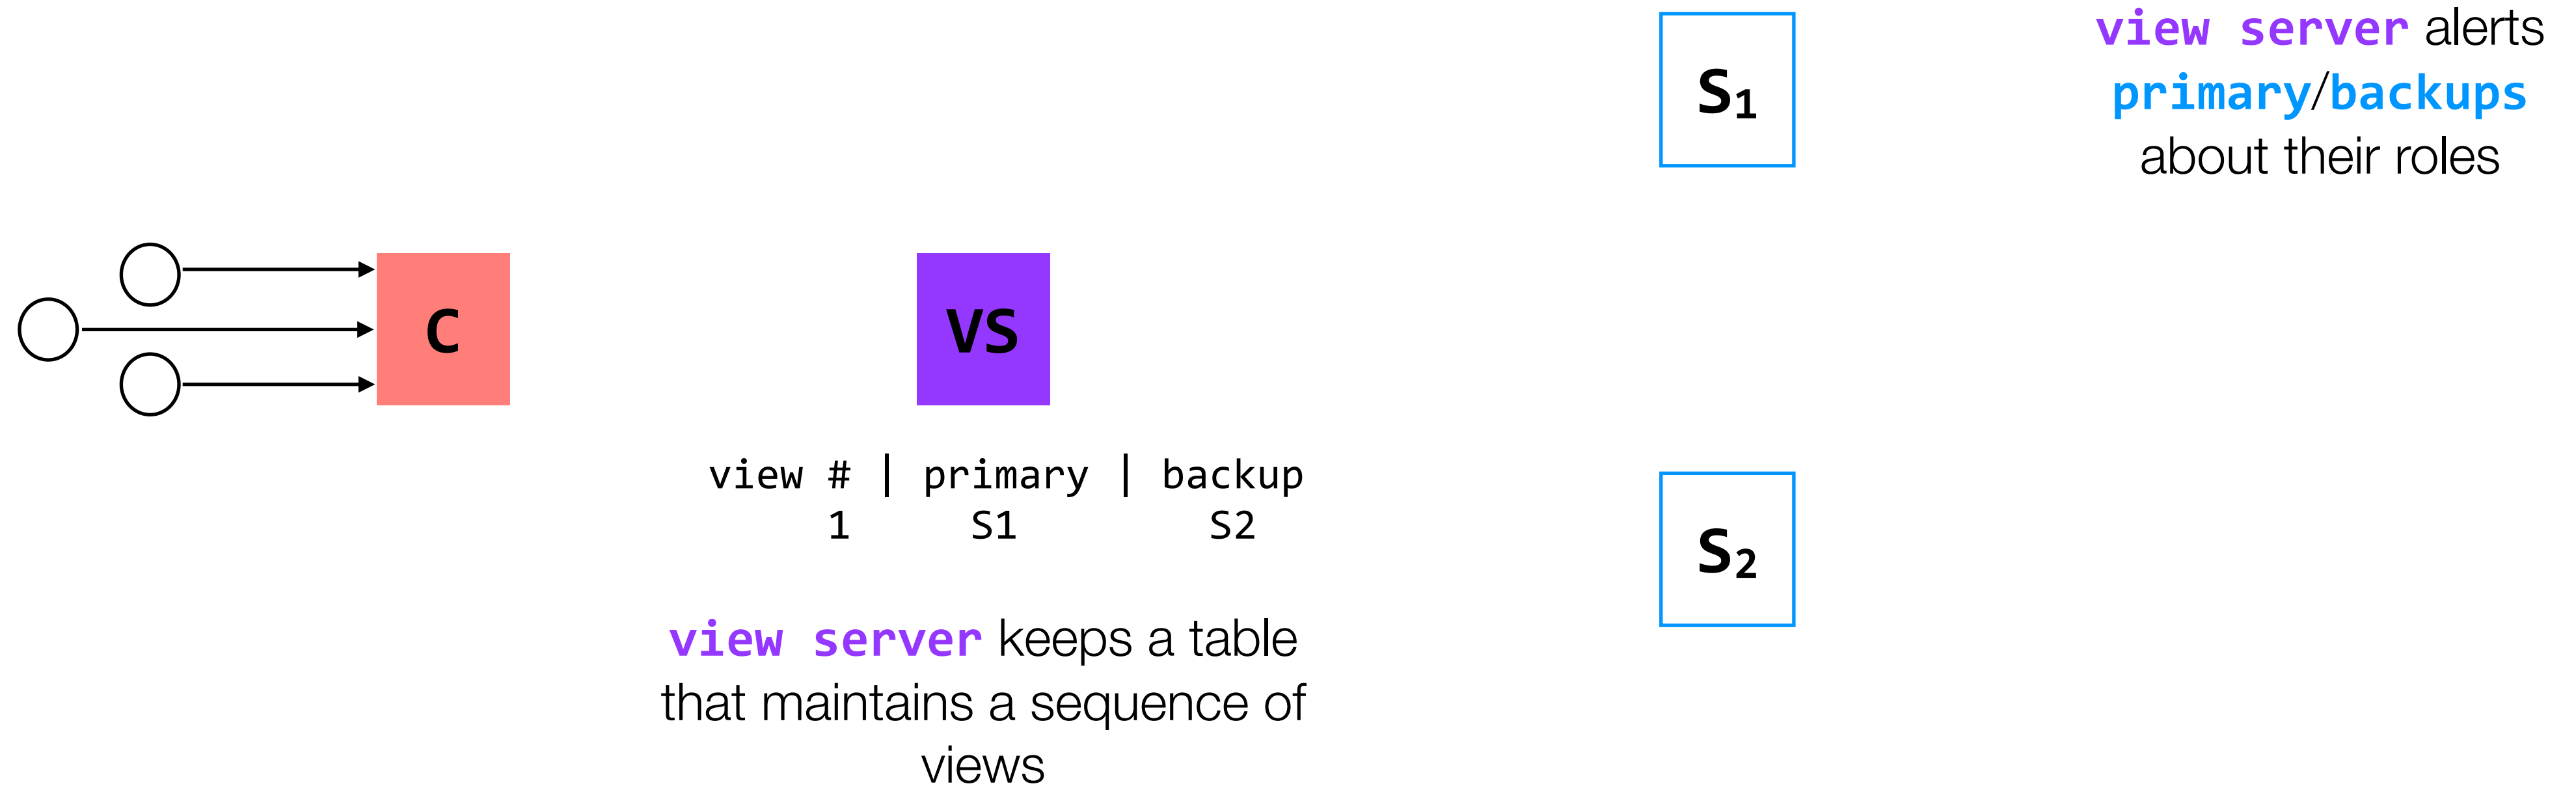 view server alerts
primary/backups
about their roles
S₁
C
VS
view # | primary | backup
1 S1 S2
S₂
view server keeps a table
that maintains a sequence of
views